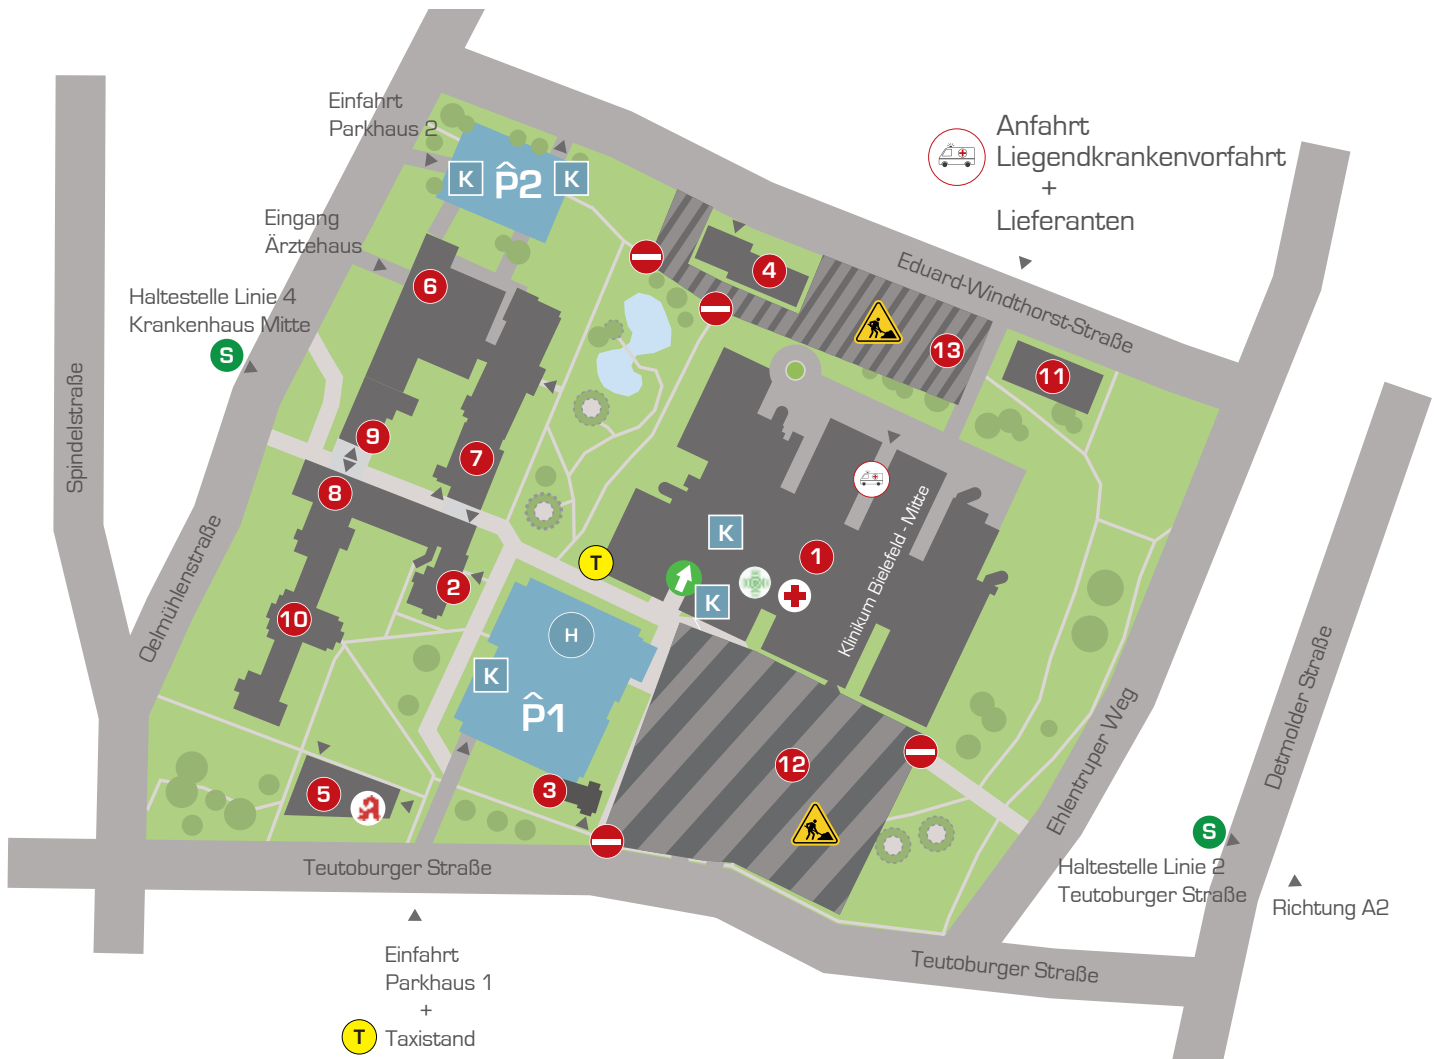 Einfahrt
Parkhaus 2
Anfahrt
Liegendkrankenvorfahrt
+
Lieferanten
K
P2
K
Eingang
Ärztehaus
Eduard-Windthorst-Straße
4
6
Haltestelle Linie 4
Krankenhaus Mitte
S
13
11
Spindelstraße
9
7
8
Klinikum Bielefeld - Mitte
K
1
T
2
K
Oelmühlenstraße
10
H
K
P1
Ehlentruper Weg
Detmolder Straße
12
3
5
S
Haltestelle Linie 2
Teutoburger Straße
Richtung A2
Teutoburger Straße
Teutoburger Straße
Einfahrt
Parkhaus 1
+
T Taxistand